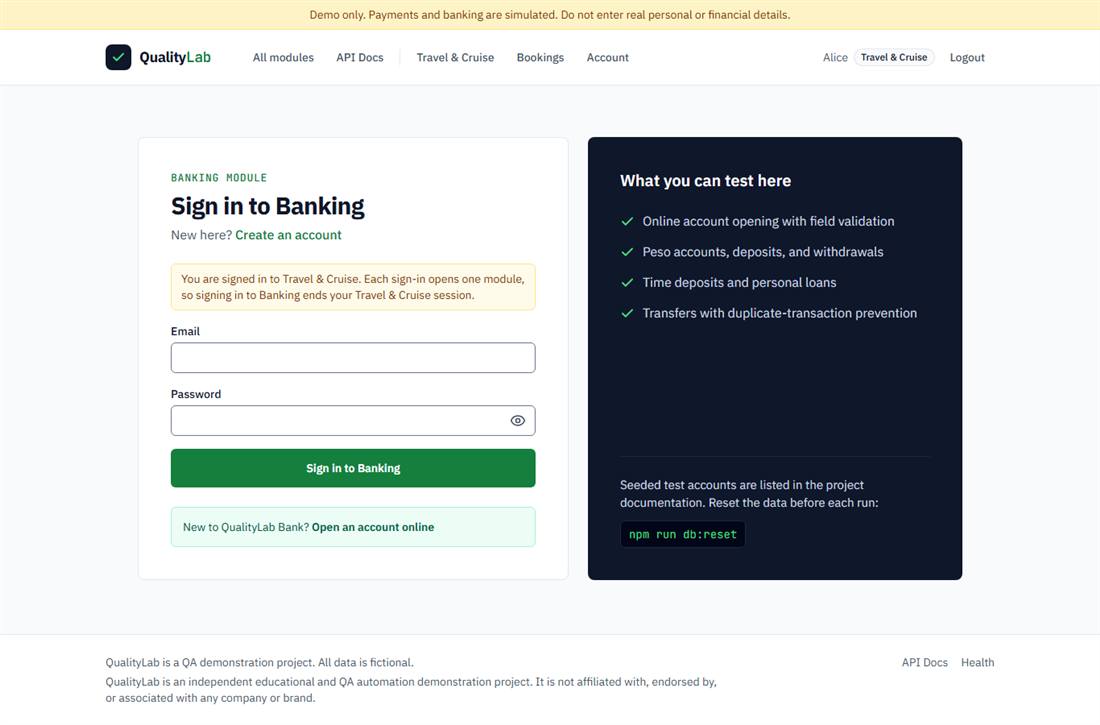 Demo only. Payments and banking are simulated. Do not enter real personal or financial details.
QualityLab
All modules
API Docs
Travel & Cruise
Bookings
Account
Alice
Travel & Cruise
Logout
BANKING MODULE
Sign in to Banking
New here? Create an account
You are signed in to Travel & Cruise. Each sign-in opens one module,
so signing in to Banking ends your Travel & Cruise session.
Email
Password
Sign in to Banking
New to QualityLab Bank? Open an account online
What you can test here
Online account opening with field validation
Peso accounts, deposits, and withdrawals
Time deposits and personal loans
Transfers with duplicate-transaction prevention
Seeded test accounts are listed in the project
documentation. Reset the data before each run:
npm run db:reset
QualityLab is a QA demonstration project. All data is fictional.
API Docs
Health
QualityLab is an independent educational and QA automation demonstration project. It is not affiliated with, endorsed by,
or associated with any company or brand.